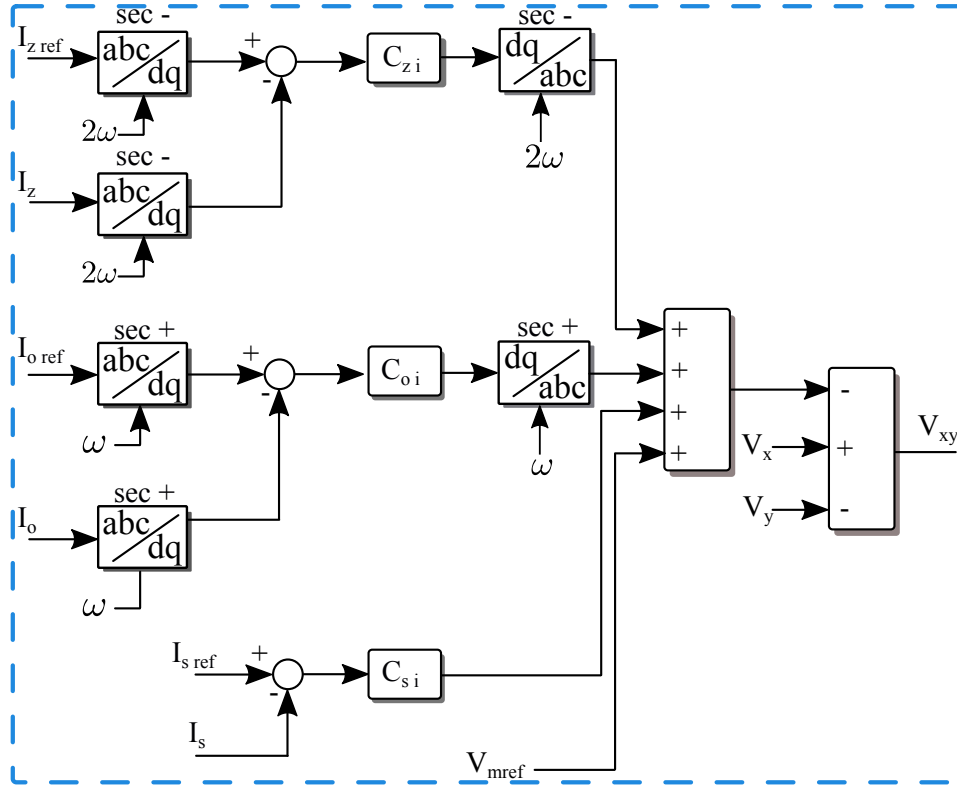 sec -
sec -
I_z ref
abc
dq
+
-
C_z i
dq
abc
2ω
sec -
2ω
I_z
abc
dq
2ω
sec +
sec +
I_o ref
abc
dq
+
-
C_o i
dq
abc
+
+
+
+
ω
ω
-
V_x
+
V_xy
V_y
-
sec +
I_o
abc
dq
ω
I_s ref
+
-
C_s i
I_s
V_mref